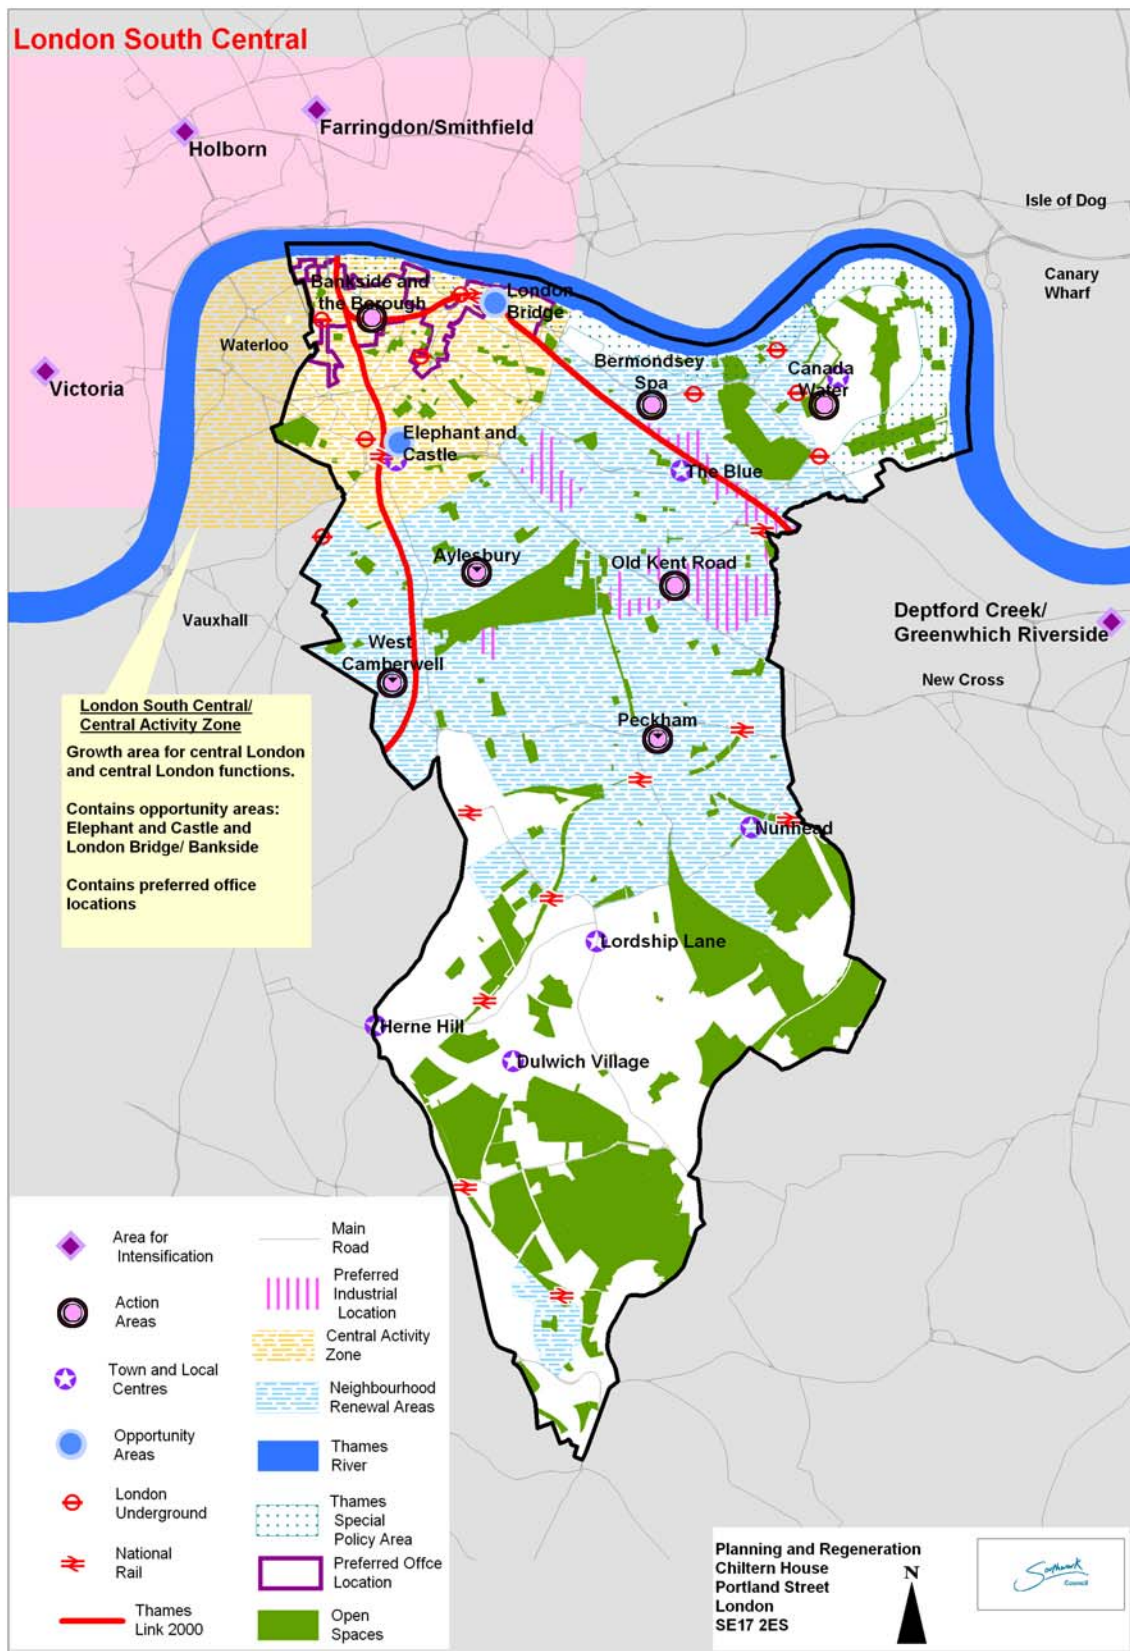 London South Central
Farringdon/Smithfield
Holborn
Isle of Dog
Canary
Wharf
Bankside and
the Borough
London
Bridge
Waterloo
Bermondsey
Spa
Canada
Water
Victoria
Elephant and
Castle
The Blue
Aylesbury
Old Kent Road
Deptford Creek/
Greenwhich Riverside
Vauxhall
West
Camberwell
New Cross
Peckham
London South Central/
Central Activity Zone
Growth area for central London
and central London functions.
Contains opportunity areas:
Elephant and Castle and
London Bridge/ Bankside
Contains preferred office
locations
Nunhead
Lordship Lane
Herne Hill
Dulwich Village
Area for
Intensification
Action
Areas
Town and Local
Centres
Opportunity
Areas
London
Underground
National
Rail
Thames
Link 2000
Main
Road
Preferred
Industrial
Location
Central Activity
Zone
Neighbourhood
Renewal Areas
Thames
River
Thames
Special
Policy Area
Preferred Offce
Location
Open
Spaces
Planning and Regeneration
Chiltern House
Portland Street
London
SE17 2ES
N
Southwark
Council